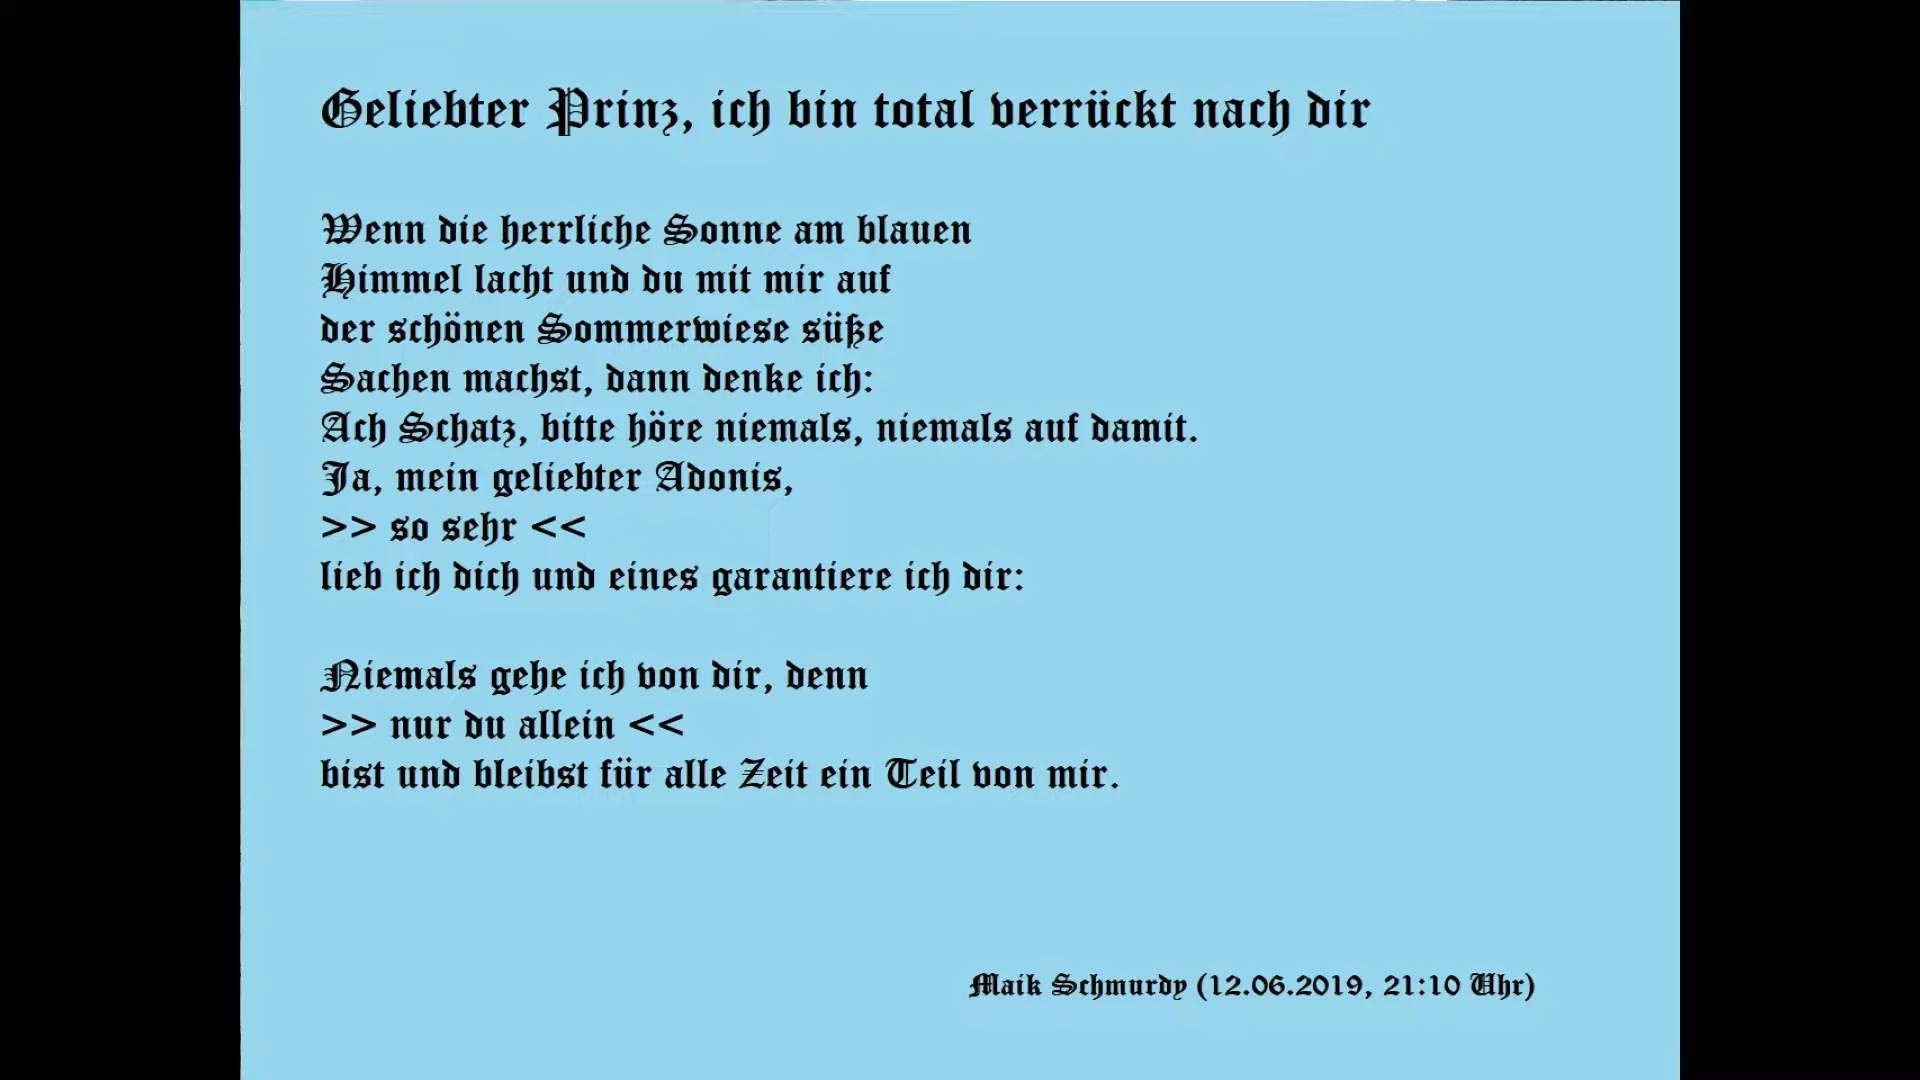 Geliebter Prinz, ich bin total verrückt nach dir
Wenn die herrliche Sonne am blauen
Himmel lacht und du mit mir auf
der schönen Sommerwiese süße
Sachen machst, dann denke ich:
Ach Schatz, bitte höre niemals, niemals auf damit.
Ja, mein geliebter Adonis,
>> so sehr <<
lieb ich dich und eines garantiere ich dir:
Niemals gehe ich von dir, denn
>> nur du allein <<
bist und bleibst für alle Zeit ein Teil von mir.
Maik Schmurdy (12.06.2019, 21:10 Uhr)